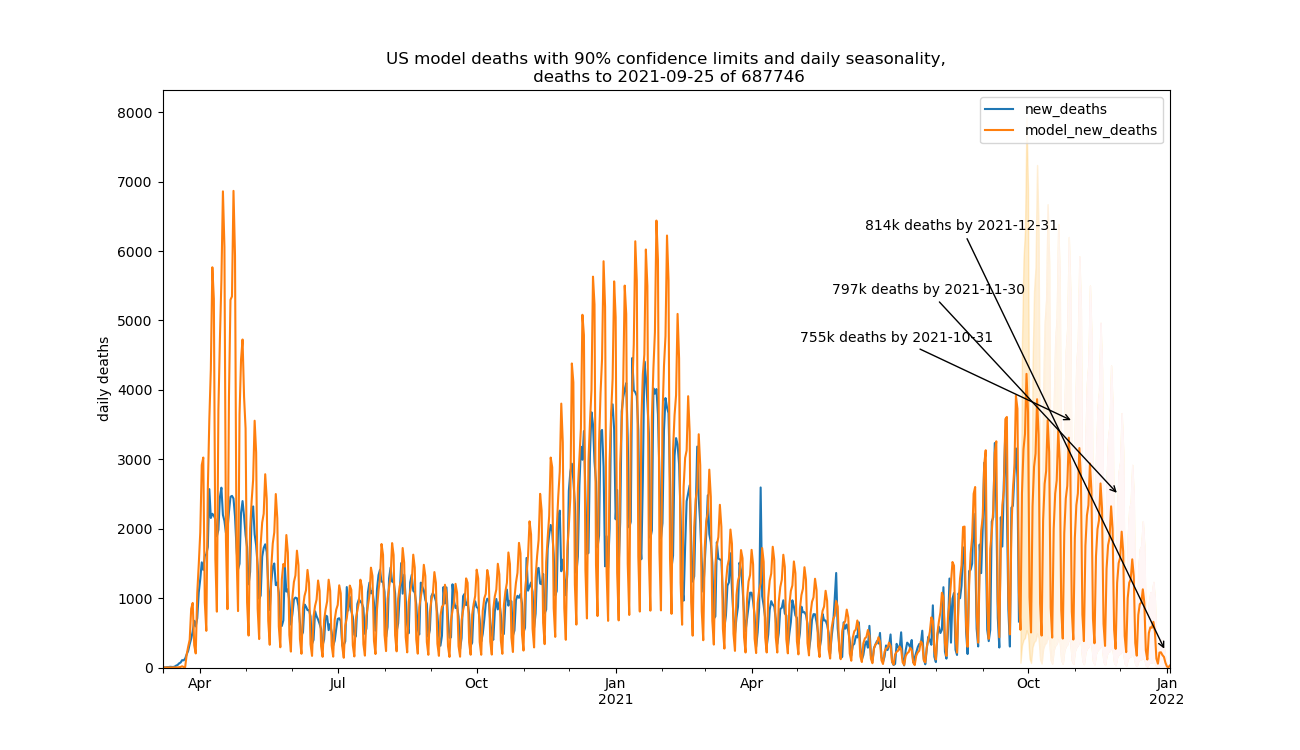 US model deaths with 90% confidence limits and daily seasonality,
deaths to 2021-09-25 of 687746
new_deaths
model_new_deaths
8000
7000
6000
5000
4000
3000
2000
1000
0
daily deaths
814k deaths by 2021-12-31
797k deaths by 2021-11-30
755k deaths by 2021-10-31
Apr Jul Oct Jan Apr Jul Oct Jan
2021 2022